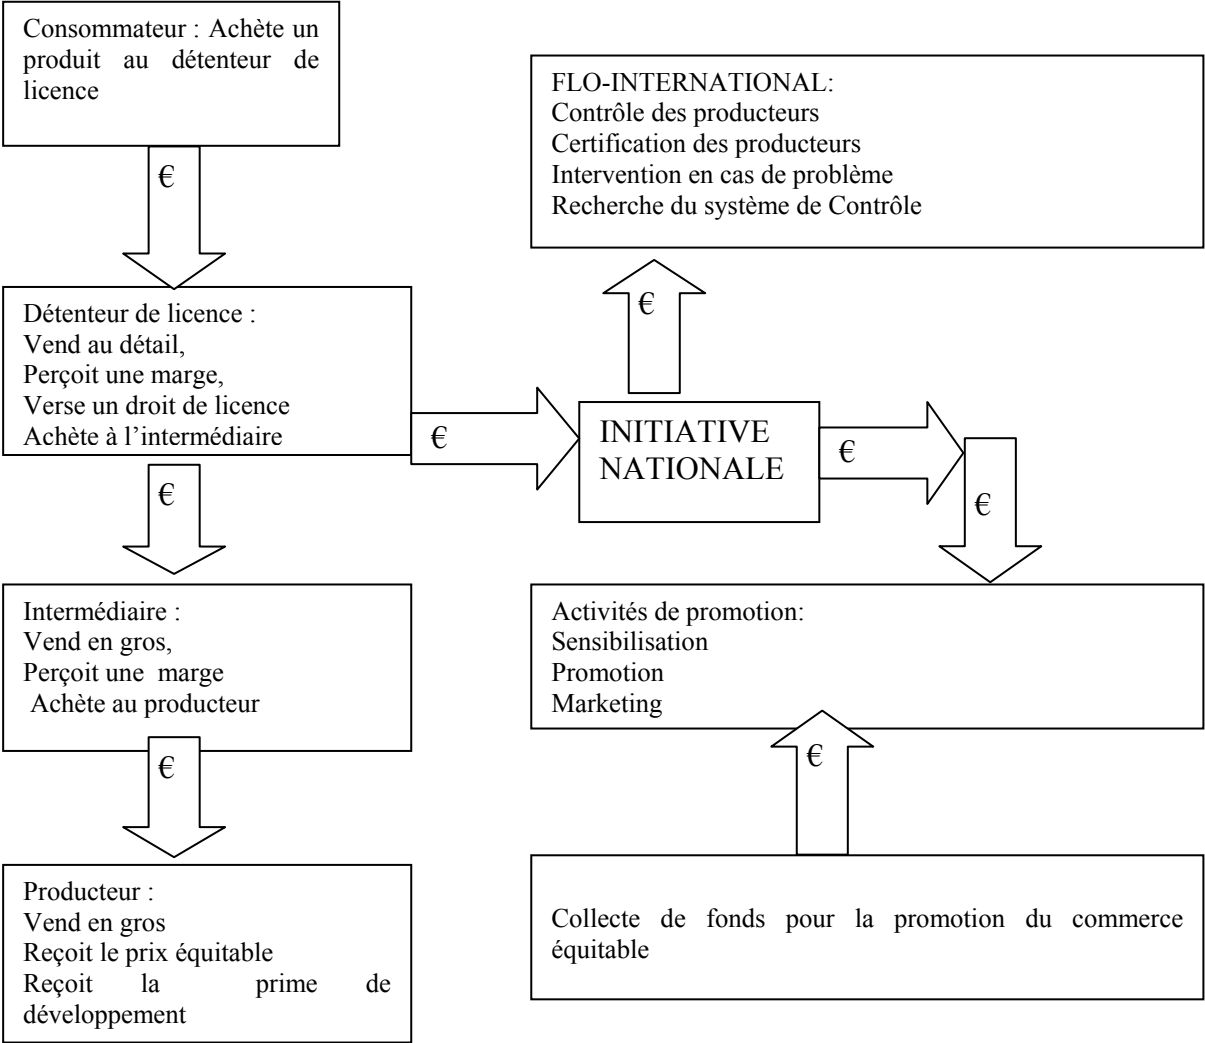 Consommateur : Achète un
produit au détenteur de
licence
€
Détenteur de licence :
Vend au détail,
Perçoit une marge,
Verse un droit de licence
Achète à l’intermédiaire
€
Intermédiaire :
Vend en gros,
Perçoit une marge
Achète au producteur
€
Producteur :
Vend en gros
Reçoit le prix équitable
Reçoit la prime de
développement
FLO-INTERNATIONAL:
Contrôle des producteurs
Certification des producteurs
Intervention en cas de problème
Recherche du système de Contrôle
€
€
INITIATIVE
NATIONALE
€
€
Activités de promotion:
Sensibilisation
Promotion
Marketing
€
Collecte de fonds pour la promotion du commerce
équitable